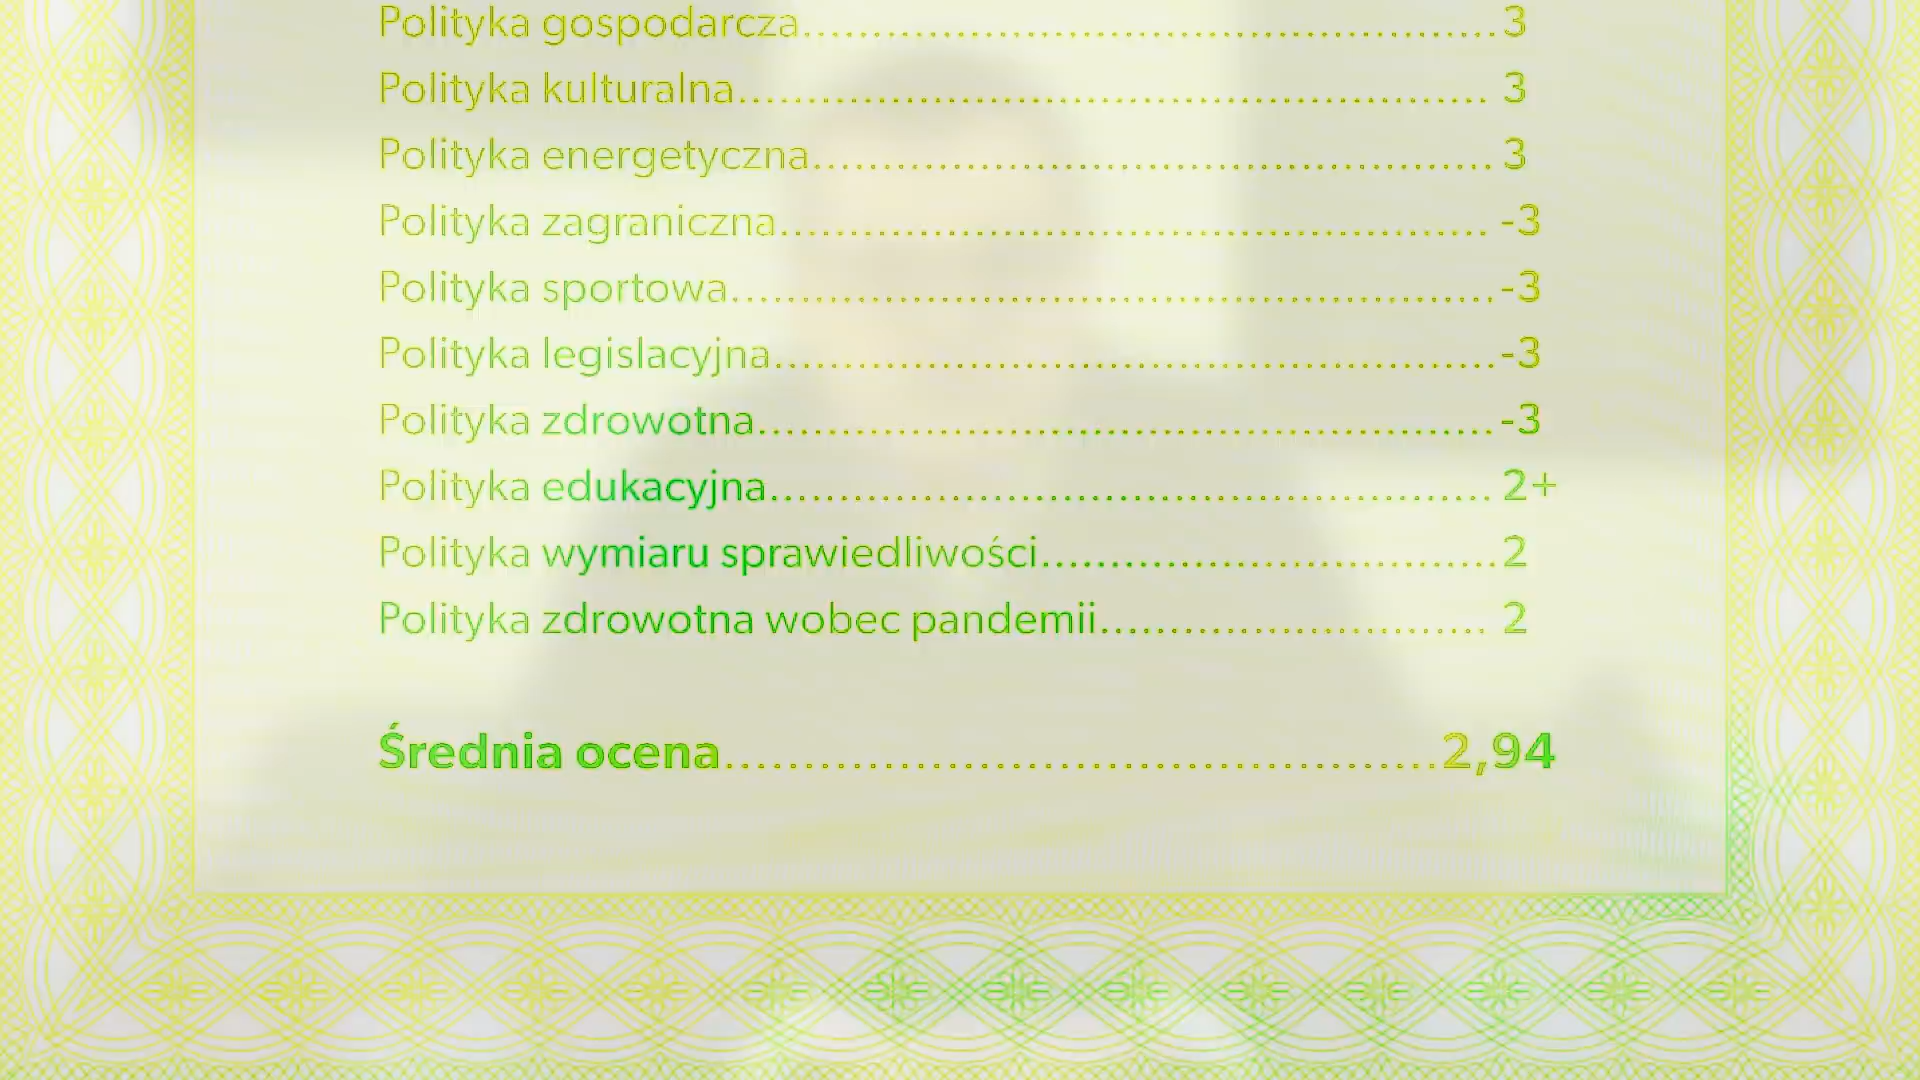 Polityka gospodarcza..................................................3
Polityka kulturalna...................................................... 3
Polityka energetyczna................................................. 3
Polityka zagraniczna................................................... -3
Polityka sportowa.......................................................-3
Polityka legislacyjna....................................................-3
Polityka zdrowotna.....................................................-3
Polityka edukacyjna.................................................... 2+
Polityka wymiaru sprawiedliwości.................................2
Polityka zdrowotna wobec pandemii............................ 2
Średnia ocena...................................................2,94